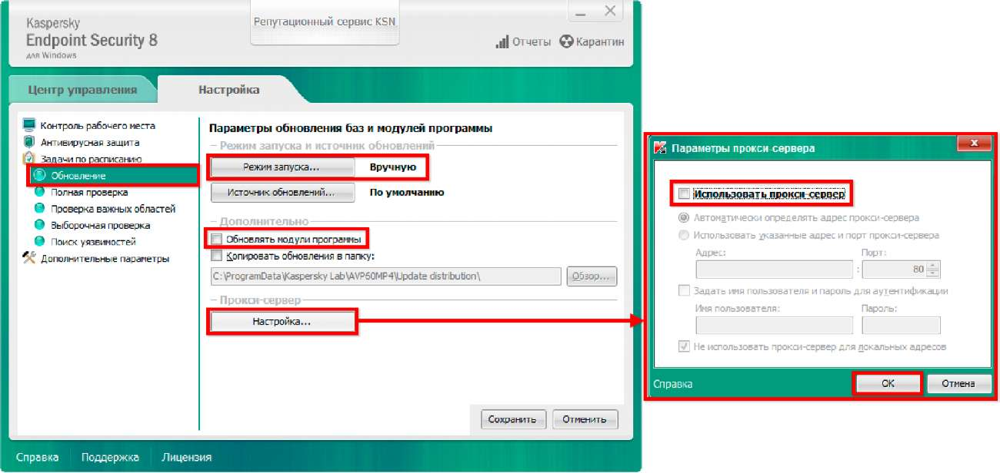 Kaspersky
Endpoint Security 8
для Windows
Репутационный сервис KSN
Отчеты
Карантин
Центр управления
Настройка
Контроль рабочего места
Антивирусная защита
Задачи по расписанию
Обновление
Полная проверка
Проверка важных областей
Выборочная проверка
Поиск уязвимостей
Дополнительные параметры
Параметры обновления баз и модулей программы
Режим запуска и источник обновлений
Режим запуска... Вручную
Источник обновлений... По умолчанию
Дополнительно
Обновлять модули программы
Копировать обновления в папку:
C:\ProgramData\Kaspersky Lab\AVP60MP4\Update distribution\ Обзор...
Прокси-сервер
Настройка...
Сохранить Отменить
Справка Поддержка Лицензия
Параметры прокси-сервера
Использовать прокси-сервер
Автоматически определять адрес прокси-сервера
Использовать указанные адрес и порт прокси-сервера
Адрес: Порт:
: 80
Задать имя пользователя и пароль для аутентификации
Имя пользователя: Пароль:
Не использовать прокси-сервер для локальных адресов
Справка ОК Отмена